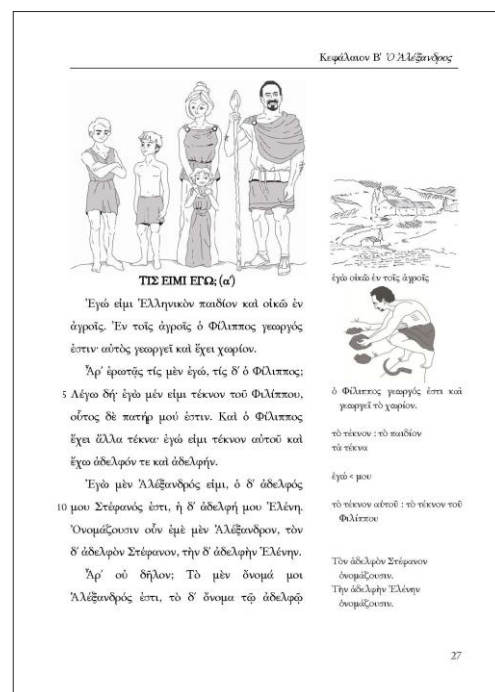 Κεφάλαιον Β′ Ὁ Ἀλέξανδρος
ΤΙΣ ΕΙΜΙ ΕΓΩ; (α′)
Ἐγώ εἰμι Ἑλληνικὸν παιδίον καὶ οἰκῶ ἐν
ἀγροῖς. Ἐν τοῖς ἀγροῖς ὁ Φίλιππος γεωργός
ἐστιν· αὐτὸς γεωργεῖ καὶ ἔχει χωρίον.
Ἆρ' ἐρωτᾷς τίς μὲν ἐγώ, τίς δ' ὁ Φίλιππος;
5 Λέγω δή· ἐγὼ μέν εἰμι τέκνον τοῦ Φιλίππου,
οὗτος δὲ πατήρ μού ἐστιν. Καὶ ὁ Φίλιππος
ἔχει ἄλλα τέκνα· ἐγώ εἰμι τέκνον αὐτοῦ καὶ
ἔχω ἀδελφόν τε καὶ ἀδελφήν.
Ἐγὼ μὲν Ἀλέξανδρός εἰμι, ὁ δ' ἀδελφός
10 μου Στέφανός ἐστι, ἡ δ' ἀδελφή μου Ἑλένη.
Ὀνομάζουσιν οὖν ἐμὲ μὲν Ἀλέξανδρον, τὸν
δ' ἀδελφὸν Στέφανον, τὴν δ' ἀδελφὴν Ἑλένην.
Ἆρ' οὐ δῆλον; Τὸ μὲν ὄνομά μοι
Ἀλέξανδρός ἐστι, τὸ δ' ὄνομα τῷ ἀδελφῷ
ἐγὼ οἰκῶ ἐν τοῖς ἀγροῖς
ὁ Φίλιππος γεωργός ἐστι καὶ
γεωργεῖ τὸ χωρίον.
τὸ τέκνον : τὸ παιδίον
τὰ τέκνα
ἐγώ < μου
τὸ τέκνον αὐτοῦ : τὸ τέκνον τοῦ
Φιλίππου
Τὸν ἀδελφὸν Στέφανον
ὀνομάζουσιν.
Τὴν ἀδελφὴν Ἑλένην
ὀνομάζουσιν.
27